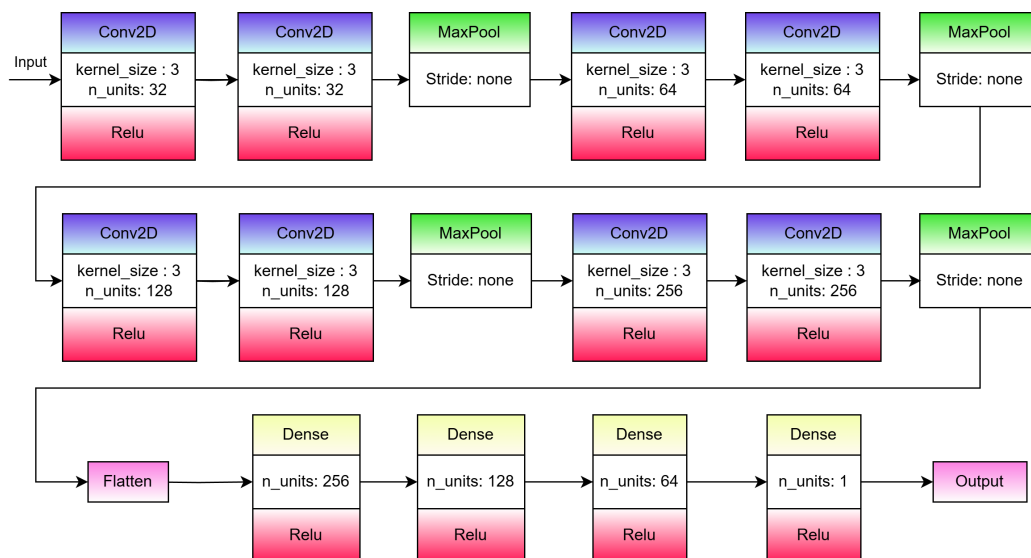 Input
Conv2D
kernel_size : 3
n_units: 32
Relu
Conv2D
kernel_size : 3
n_units: 32
Relu
MaxPool
Stride: none
Conv2D
kernel_size : 3
n_units: 64
Relu
Conv2D
kernel_size : 3
n_units: 64
Relu
MaxPool
Stride: none
Conv2D
kernel_size : 3
n_units: 128
Relu
Conv2D
kernel_size : 3
n_units: 128
Relu
MaxPool
Stride: none
Conv2D
kernel_size : 3
n_units: 256
Relu
Conv2D
kernel_size : 3
n_units: 256
Relu
MaxPool
Stride: none
Flatten
Dense
n_units: 256
Relu
Dense
n_units: 128
Relu
Dense
n_units: 64
Relu
Dense
n_units: 1
Relu
Output